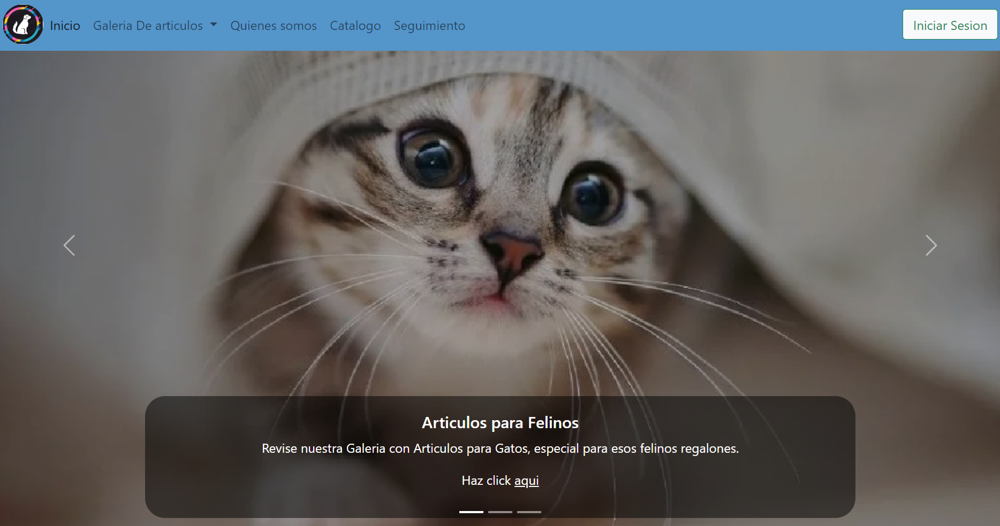 Inicio Galeria De articulos Quienes somos Catalogo Seguimiento Iniciar Sesion
Articulos para Felinos
Revise nuestra Galeria con Articulos para Gatos, especial para esos felinos regalones.
Haz click aqui